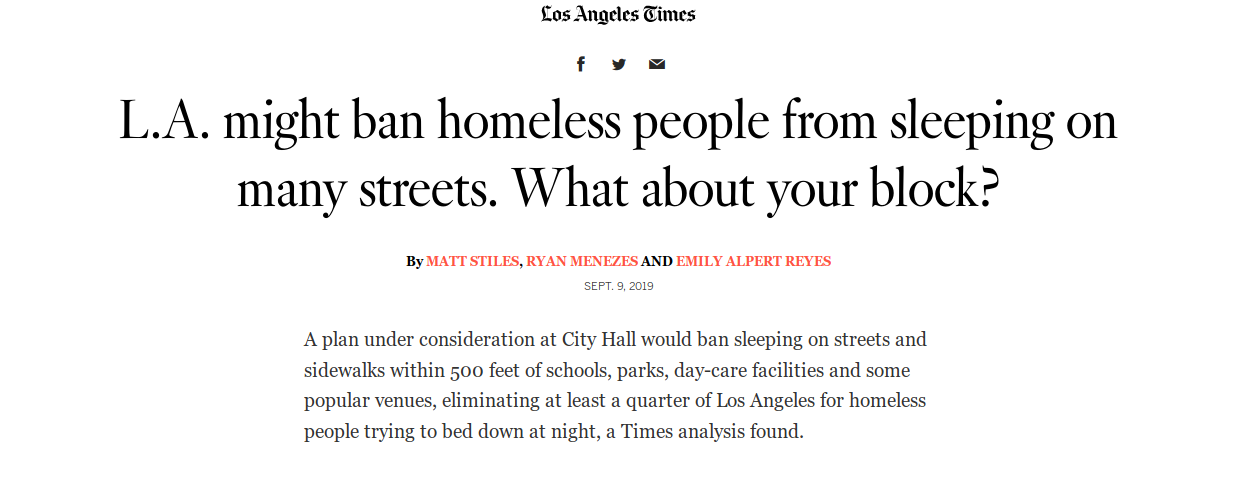 Los Angeles Times
L.A. might ban homeless people from sleeping on
many streets. What about your block?
By MATT STILES, RYAN MENEZES AND EMILY ALPERT REYES
SEPT. 9, 2019
A plan under consideration at City Hall would ban sleeping on streets and
sidewalks within 500 feet of schools, parks, day-care facilities and some
popular venues, eliminating at least a quarter of Los Angeles for homeless
people trying to bed down at night, a Times analysis found.